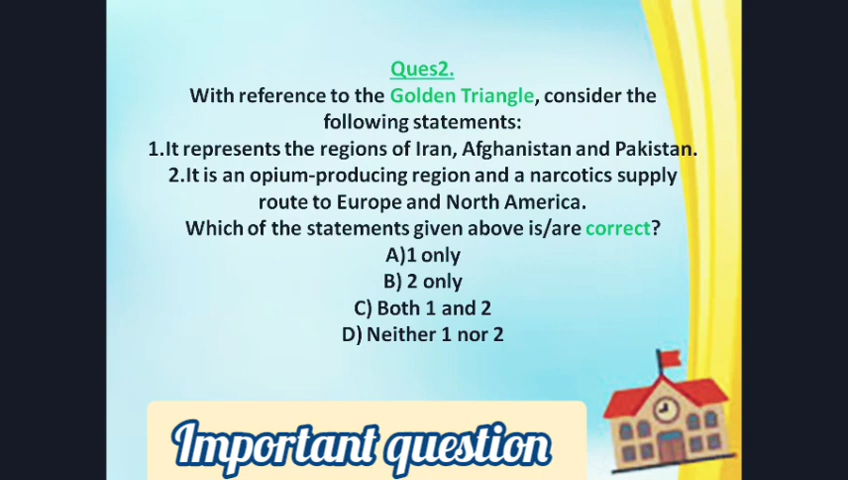 Ques2.
With reference to the Golden Triangle, consider the
following statements:
1.It represents the regions of Iran, Afghanistan and Pakistan.
2.It is an opium-producing region and a narcotics supply
route to Europe and North America.
Which of the statements given above is/are correct?
A)1 only
B) 2 only
C) Both 1 and 2
D) Neither 1 nor 2
Important question